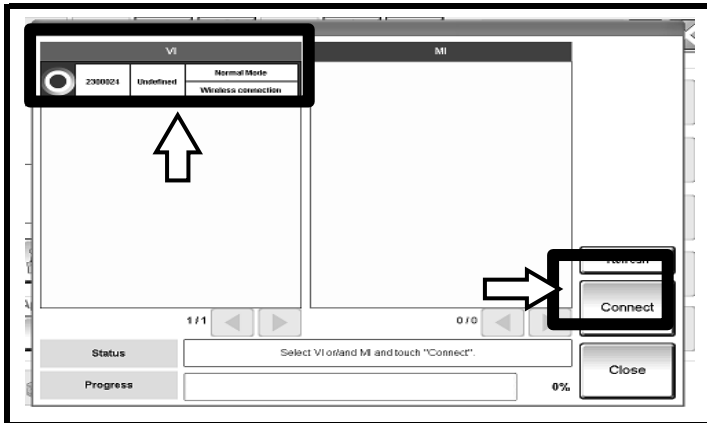 VI
MI
2300024 Undefined Normal Mode
Wireless connection
Refresh
Connect
1/1
0/0
Status Select VI or/and MI and touch "Connect".
Close
Progress 0%